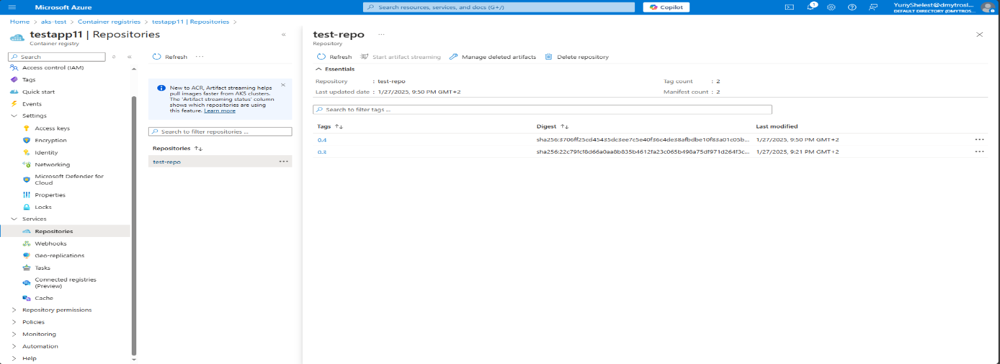 Microsoft Azure
Search resources, services, and docs (G+/)
Copilot
1
YuriyShelest@dmytrosl...
DEFAULT DIRECTORY (DMYTROS...
Home > aks-test > Container registries > testapp11 | Repositories >
testapp11 | Repositories
Container registry
Search
Access control (IAM)
Tags
Quick start
Events
Settings
Access keys
Encryption
Identity
Networking
Microsoft Defender for
Cloud
Properties
Locks
Services
Repositories
Webhooks
Geo-replications
Tasks
Connected registries
(Preview)
Cache
Repository permissions
Policies
Monitoring
Automation
Help
Refresh
New to ACR, Artifact streaming helps
pull images faster from AKS clusters.
The 'Artifact streaming status' column
shows which repositories are using
this feature. Learn more
Search to filter repositories ...
Repositories
test-repo
test-repo
Repository
Refresh Start artifact streaming Manage deleted artifacts Delete repository
Essentials
Repository : test-repo
Tag count : 2
Last updated date : 1/27/2025, 9:50 PM GMT+2
Manifest count : 2
Search to filter tags ...
Tags Digest Last modified
0.4 sha256:3706ff25cd45435dc3ee7c5e40f36c4de38afbdbe10f83a01c05b... 1/27/2025, 9:50 PM GMT+2
0.3 sha256:22c79fcf8d66a0aa8b835b4612fa23c065b498a75df971d264f3c... 1/27/2025, 9:21 PM GMT+2